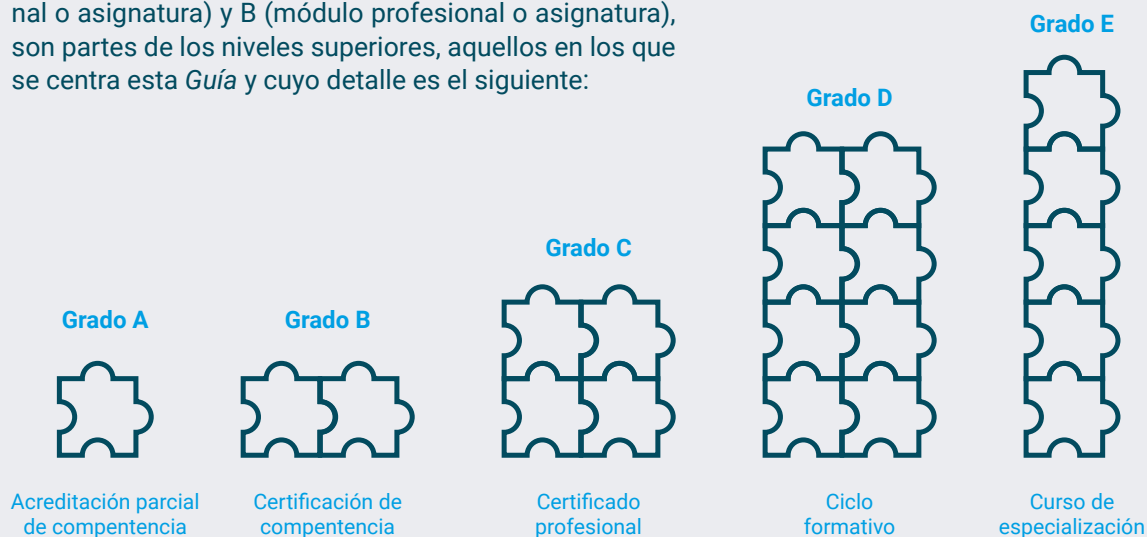 nal o asignatura) y B (módulo profesional o asignatura),
son partes de los niveles superiores, aquellos en los que
se centra esta Guía y cuyo detalle es el siguiente:
Grado A
Grado B
Grado C
Grado D
Grado E
Acreditación parcial
de compentencia
Certificación de
compentencia
Certificado
profesional
Ciclo
formativo
Curso de
especialización